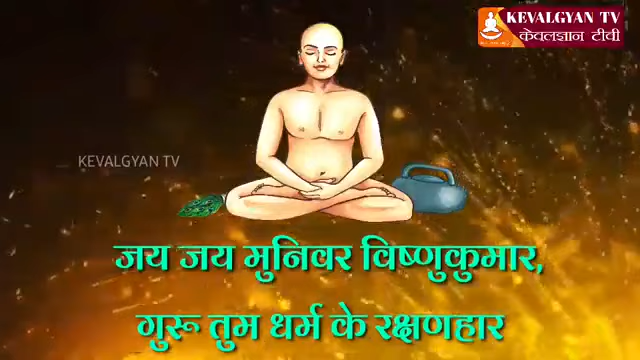 KEVALGYAN TV
केवलज्ञान टीवी
KEVALGYAN TV
जय जय मुनिवर विष्णुकुमार,
गुरू तुम धर्म के रक्षणहार